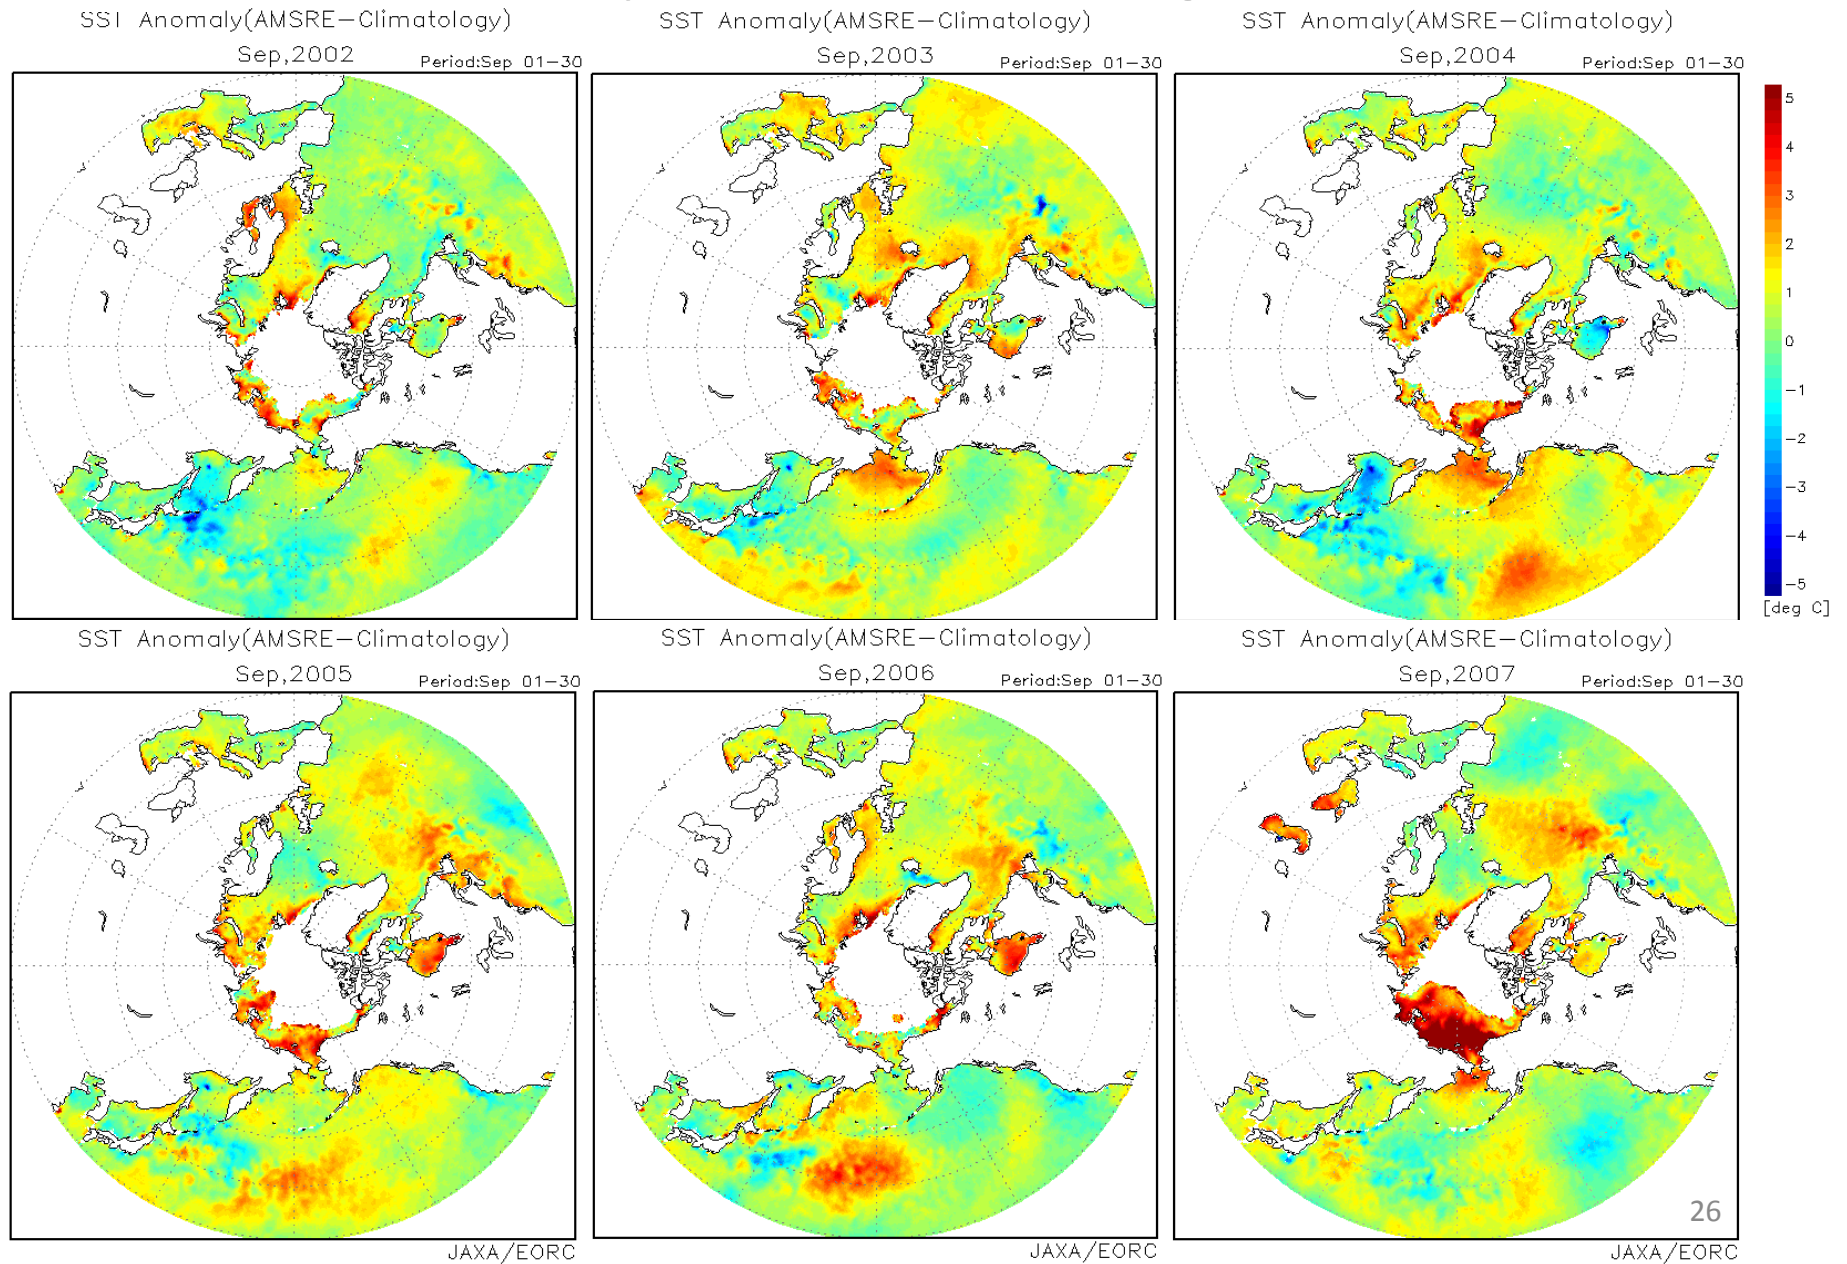 SST Anomaly(AMSRE-Climatology)
Sep,2002
Period:Sep 01-30
SST Anomaly(AMSRE-Climatology)
Sep,2003
Period:Sep 01-30
SST Anomaly(AMSRE-Climatology)
Sep,2004
Period:Sep 01-30
5
4
3
2
1
0
-1
-2
-3
-4
-5
[deg C]
SST Anomaly(AMSRE-Climatology)
Sep,2005
Period:Sep 01-30
JAXA/EORC
SST Anomaly(AMSRE-Climatology)
Sep,2006
Period:Sep 01-30
JAXA/EORC
SST Anomaly(AMSRE-Climatology)
Sep,2007
Period:Sep 01-30
26
JAXA/EORC